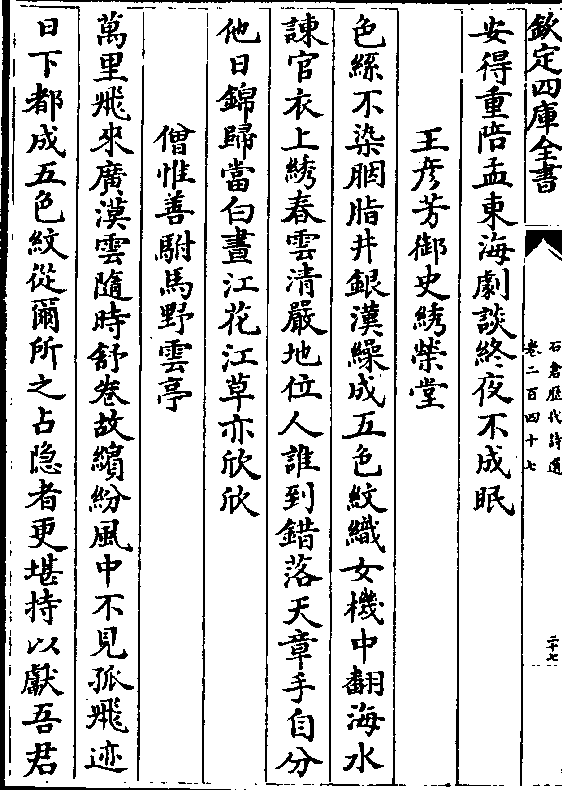 欽定四庫全書
石倉歷代詩選
卷二百四十七
二十七
安得重陪孟東海劇談終夜不成眠
王彦芳御史綉榮堂
色絲不染胭脂井銀漢繰成五色紋織女機中翻海水
諫官衣上綉春雲清嚴地位人誰到錯落天章手自分
他日錦歸當白晝江花江草亦欣欣
僧惟善駙馬野雲亭
萬里飛來廣漠雲隨時舒卷故繽紛風中不見孤飛迹
日下都成五色紋從爾所之占隐者更堪持以獻吾君